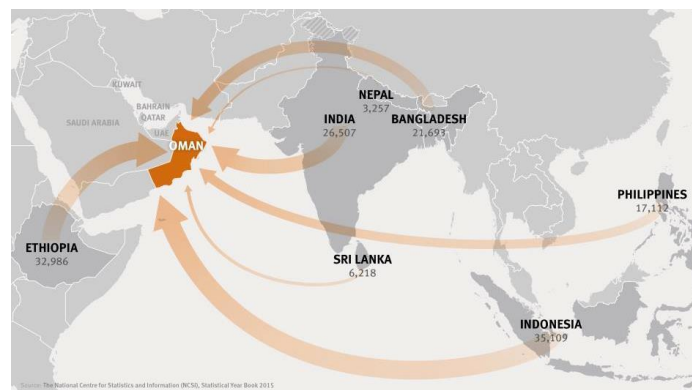 KUWAIT
BAHRAIN
QATAR
SAUDI ARABIA
UAE
OMAN
NEPAL
3,257
INDIA
26,507
BANGLADESH
21,693
PHILIPPINES
17,112
ETHIOPIA
32,986
SRI LANKA
6,218
INDONESIA
35,109
Source: The National Centre for Statistics and Information (NCSI), Statistical Year Book 2015